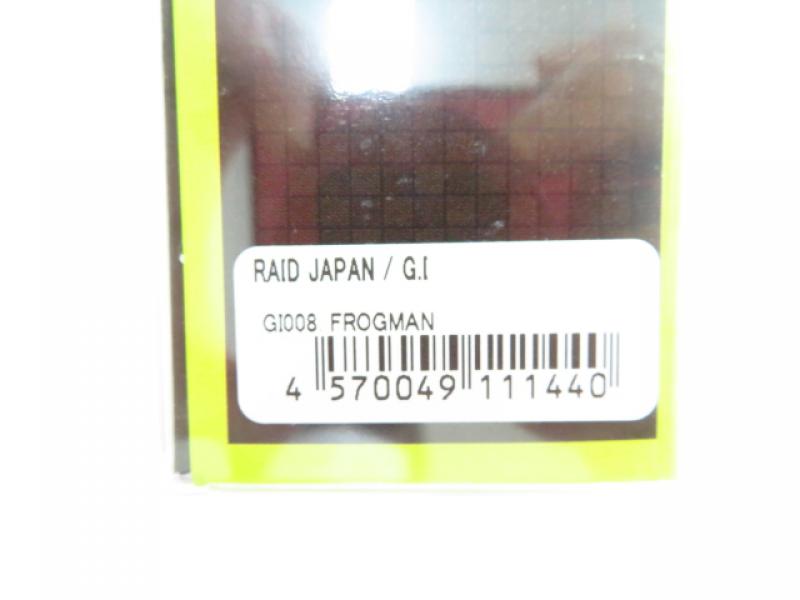 RAID JAPAN / G.I
GI008 FROGMAN
4 570049 111440